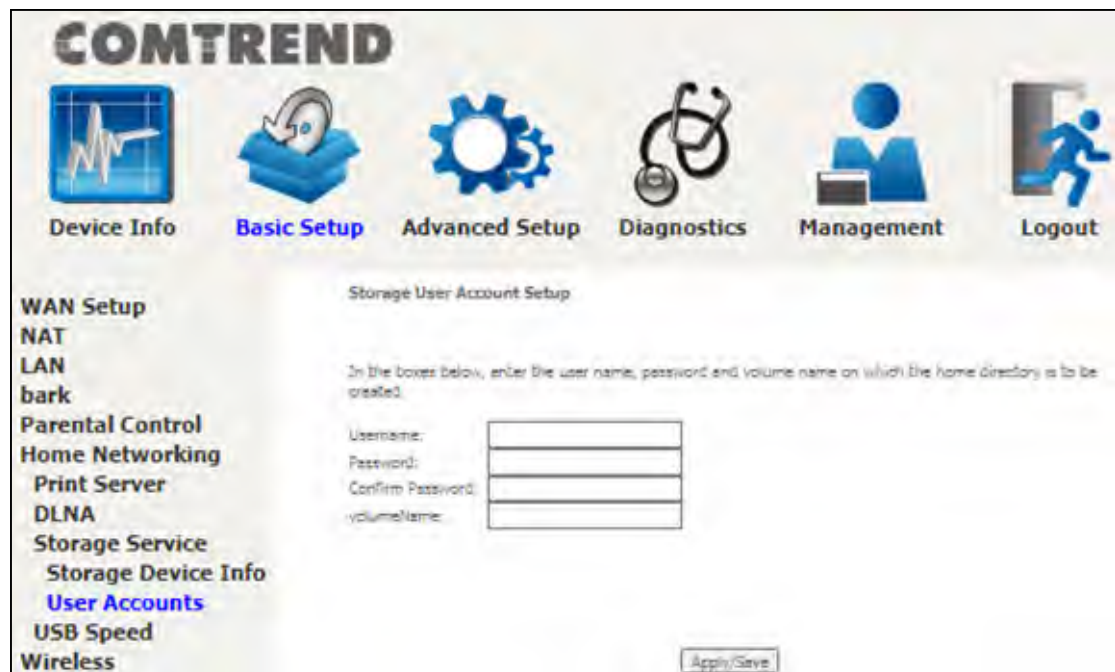 COMTREND
Device Info
Basic Setup
Advanced Setup
Diagnostics
Management
Logout
WAN Setup
NAT
LAN
bark
Parental Control
Home Networking
Print Server
DLNA
Storage Service
Storage Device Info
User Accounts
USB Speed
Wireless
Storage User Account Setup
In the boxes below, enter the user name, password and volume name on which the home directory is to be
created.
Username:
Password:
Confirm Password:
volumeName:
Apply/Save